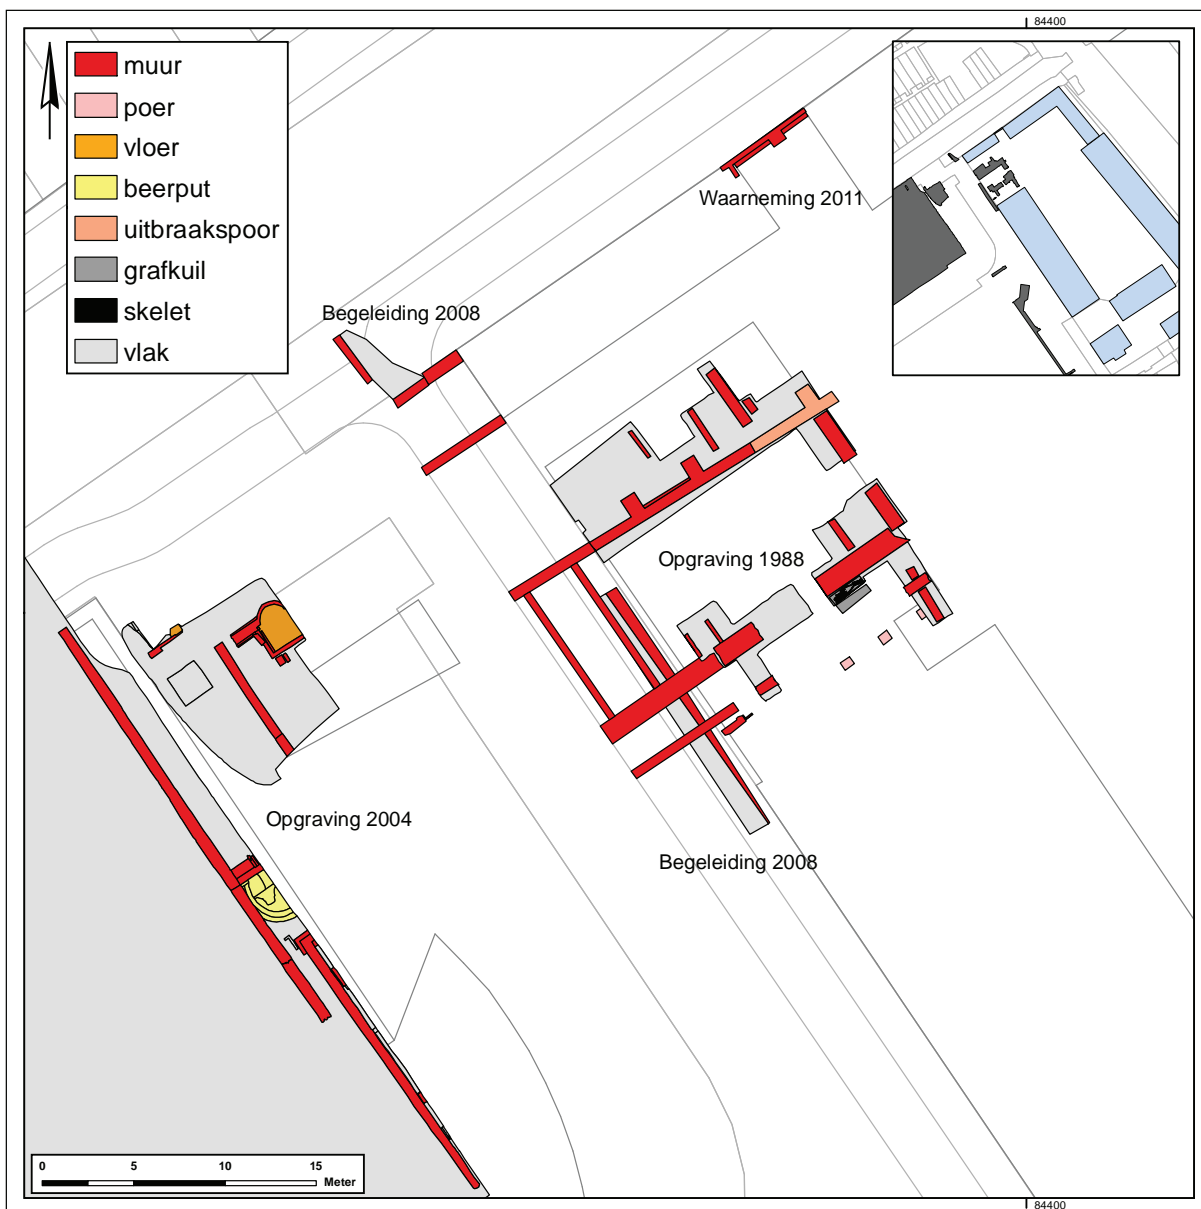 84400
muur
poer
vloer
beerput
uitbraakspoor
grafkuil
skelet
vlak
Waarneming 2011
Begeleiding 2008
Opgraving 1988
Opgraving 2004
Begeleiding 2008
0 5 10 15
Meter
84400